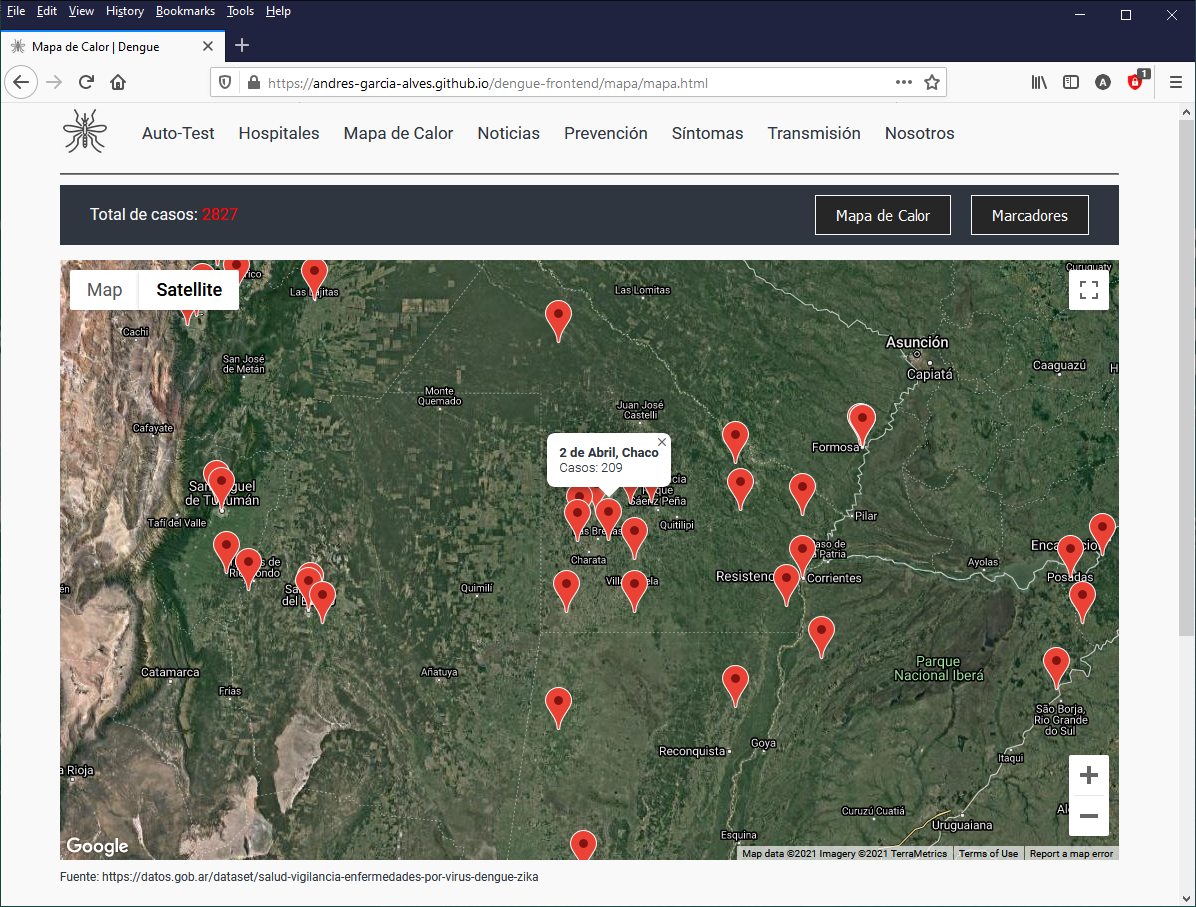 File Edit View History Bookmarks Tools Help
Mapa de Calor | Dengue
https://andres-garcia-alves.github.io/dengue-frontend/mapa/mapa.html
A
1
Auto-Test Hospitales Mapa de Calor Noticias Prevención Síntomas Transmisión Nosotros
Total de casos: 2827
Mapa de Calor Marcadores
Map Satellite
Las Lajitas
Las Lomitas
Curuguaty
Cachi
Asunción
Capiatá
San José
de Metán
Caaguazú
Monte
Quemado
Juan José
Castelli
Cafayate
Formosa
2 de Abril, Chaco
Casos: 209
Roque
Sáenz Peña
San Miguel
de Tucumán
Tafí del Valle
Quitilipi
Pilar
Charata
Paso de
la Patria
Ayolas
Resistencia
Corrientes
Posadas
Quimilí
Catamarca
Añatuya
Frías
Parque
Nacional Iberá
São Borja,
Rio Grande
do Sul
Reconquista
Goya
Itaqui
a Rioja
Curuzú Cuatiá
Uruguaiana
Esquina
Google
Map data ©2021 Imagery ©2021 TerraMetrics Terms of Use Report a map error
Fuente: https://datos.gob.ar/dataset/salud-vigilancia-enfermedades-por-virus-dengue-zika